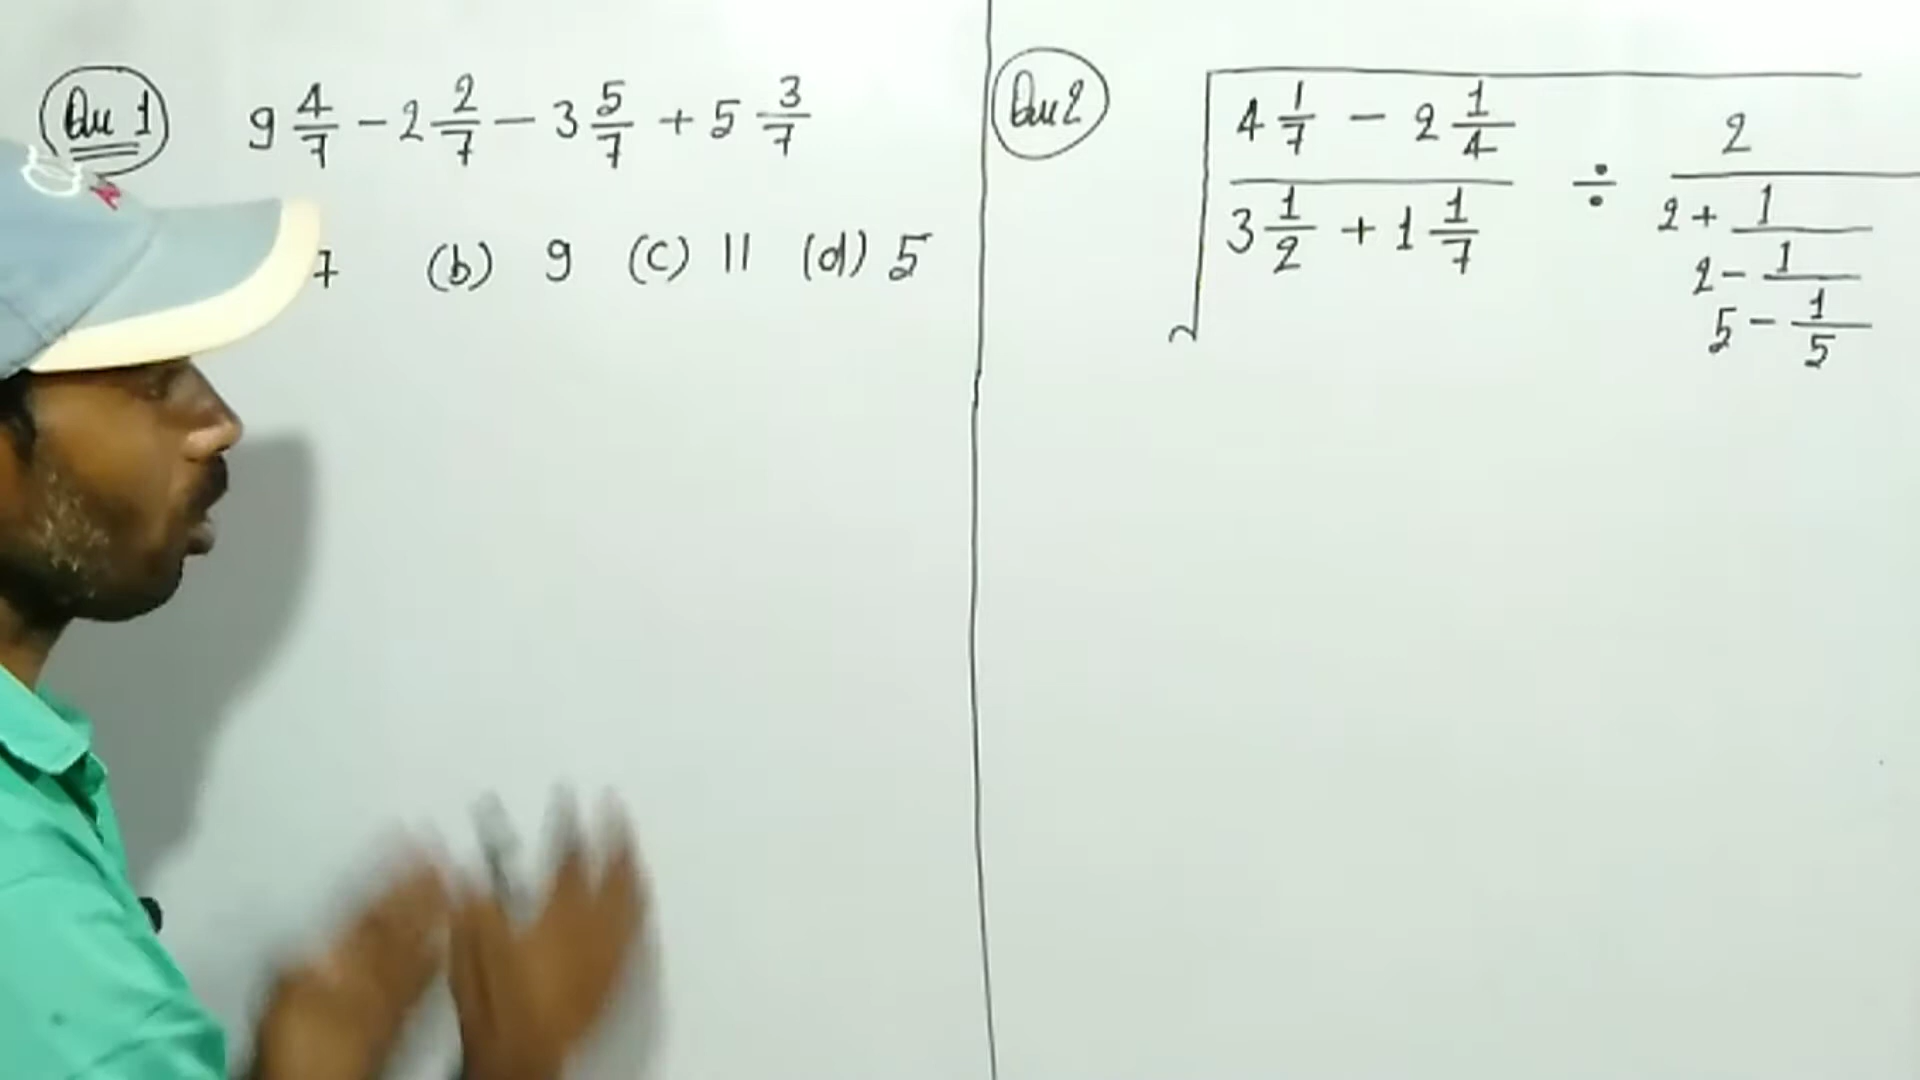 Qu 1
9 4/7 - 2 2/7 - 3 5/7 + 5 3/7
7 (b) 9 (c) 11 (d) 5
Qu 2
√ (4 1/7 - 2 1/4) / (3 1/2 + 1 1/7) ÷ 2 / (2 + 1 / (2 - 1 / (5 - 1/5)))